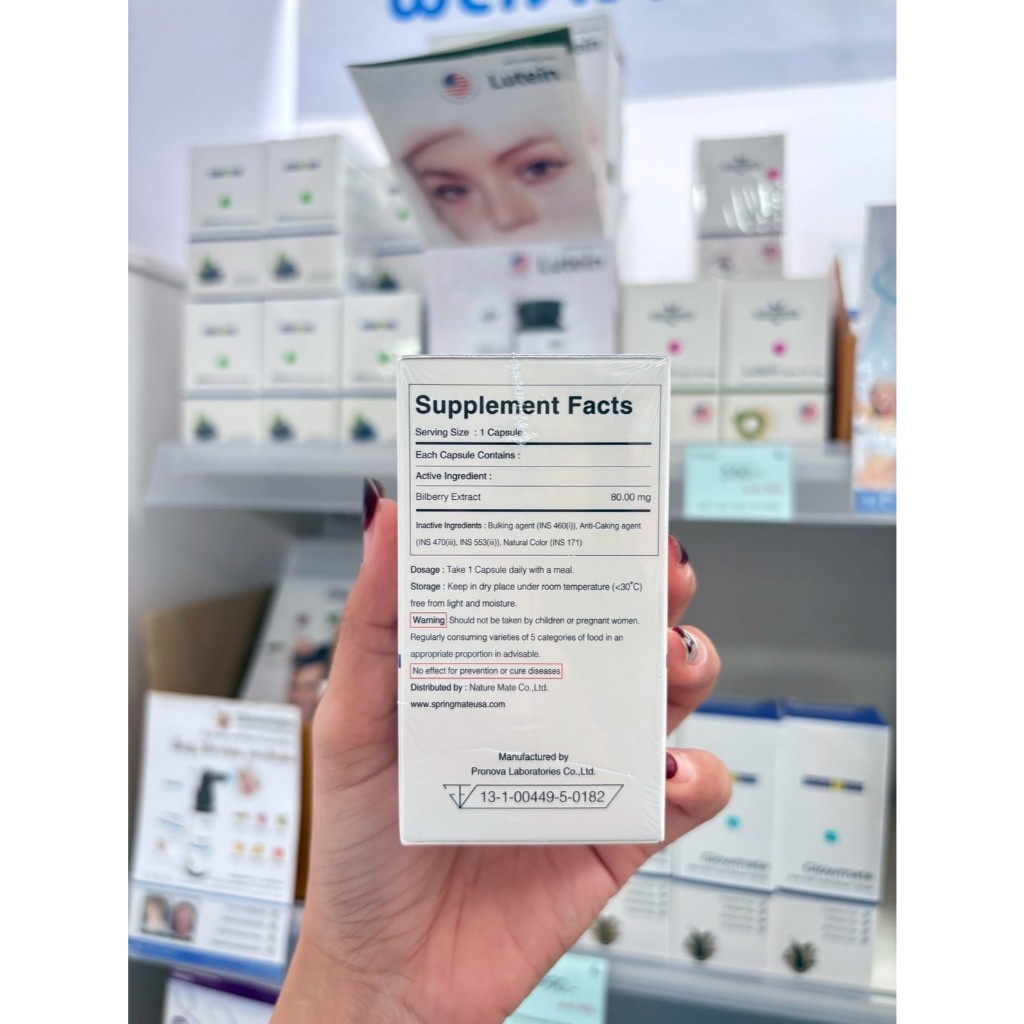 Lutein
Lutein
Supplement Facts
Serving Size : 1 Capsule
Each Capsule Contains :
Active Ingredient :
Bilberry Extract 80.00 mg
Inactive Ingredients : Bulking agent (INS 460(i)), Anti-Caking agent
(INS 470(iii), INS 553(iii)), Natural Color (INS 171)
Dosage : Take 1 Capsule daily with a meal.
Storage : Keep in dry place under room temperature (<30˚C)
free from light and moisture.
Warning Should not be taken by children or pregnant women.
Regularly consuming varieties of 5 categories of food in an
appropriate proportion in advisable.
No effect for prevention or cure diseases
Distributed by : Nature Mate Co.,Ltd.
www.springmateusa.com
Manufactured by
Pronova Laboratories Co.,Ltd.
13-1-00449-5-0182
Glowmate
Glowmate